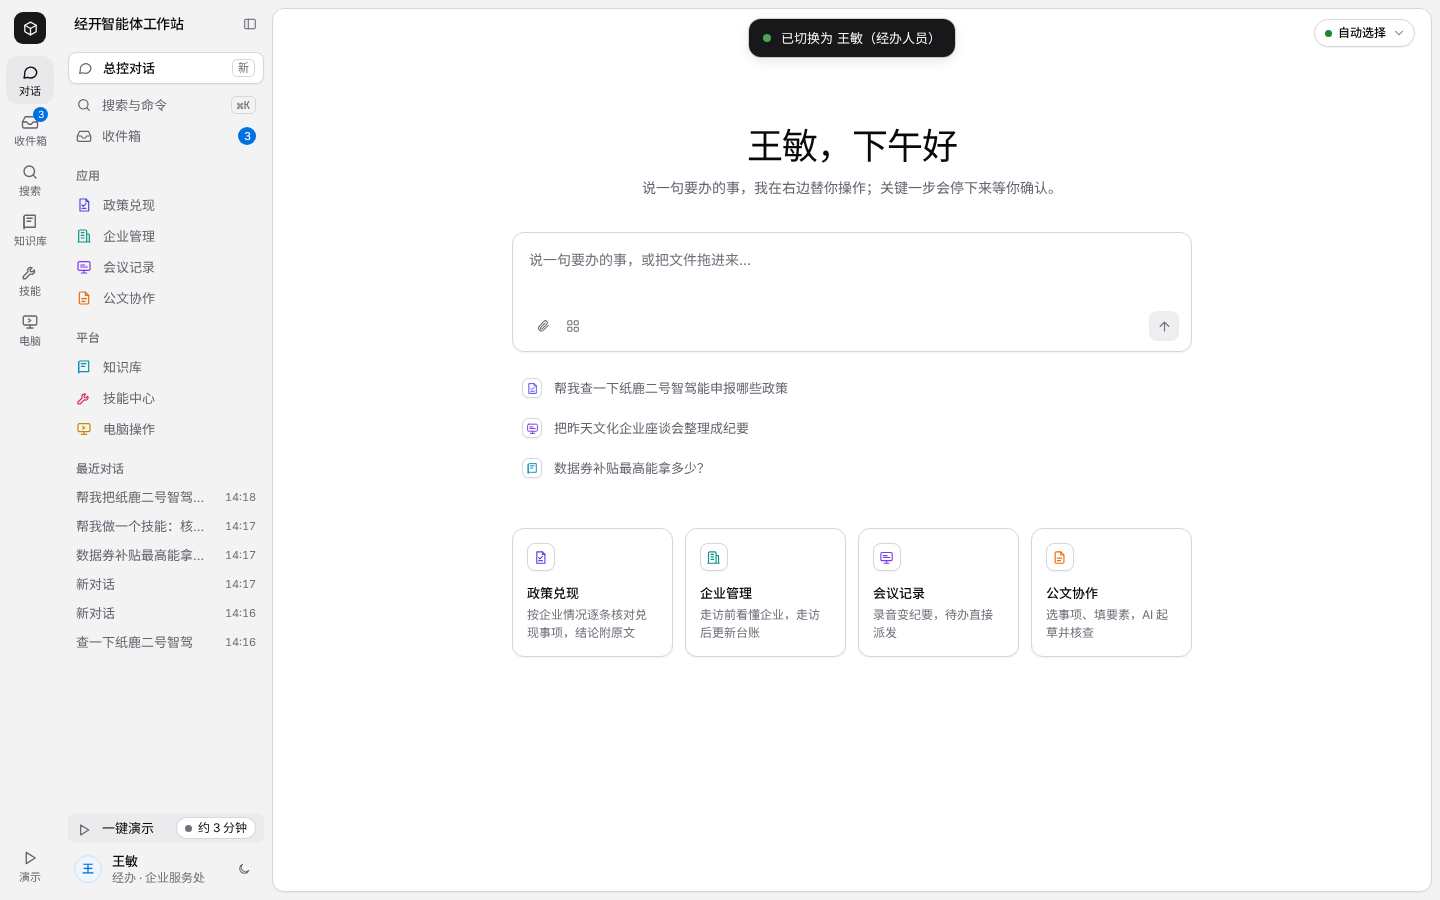 对话
3
收件箱
搜索
知识库
技能
电脑
演示
经开智能体工作站
总控对话 新
搜索与命令 ⌘K
收件箱 3
应用
政策兑现
企业管理
会议记录
公文协作
平台
知识库
技能中心
电脑操作
最近对话
帮我把纸鹿二号智驾... 14:18
帮我做一个技能：核... 14:17
数据券补贴最高能拿... 14:17
新对话 14:17
新对话 14:16
查一下纸鹿二号智驾 14:16
一键演示 约 3 分钟
王 王敏
经办 · 企业服务处
已切换为 王敏（经办人员）
自动选择
王敏，下午好
说一句要办的事，我在右边替你操作；关键一步会停下来等你确认。
说一句要办的事，或把文件拖进来...
帮我查一下纸鹿二号智驾能申报哪些政策
把昨天文化企业座谈会整理成纪要
数据券补贴最高能拿多少？
政策兑现
按企业情况逐条核对兑
现事项，结论附原文
企业管理
走访前看懂企业，走访
后更新台账
会议记录
录音变纪要，待办直接
派发
公文协作
选事项、填要素，AI 起
草并核查